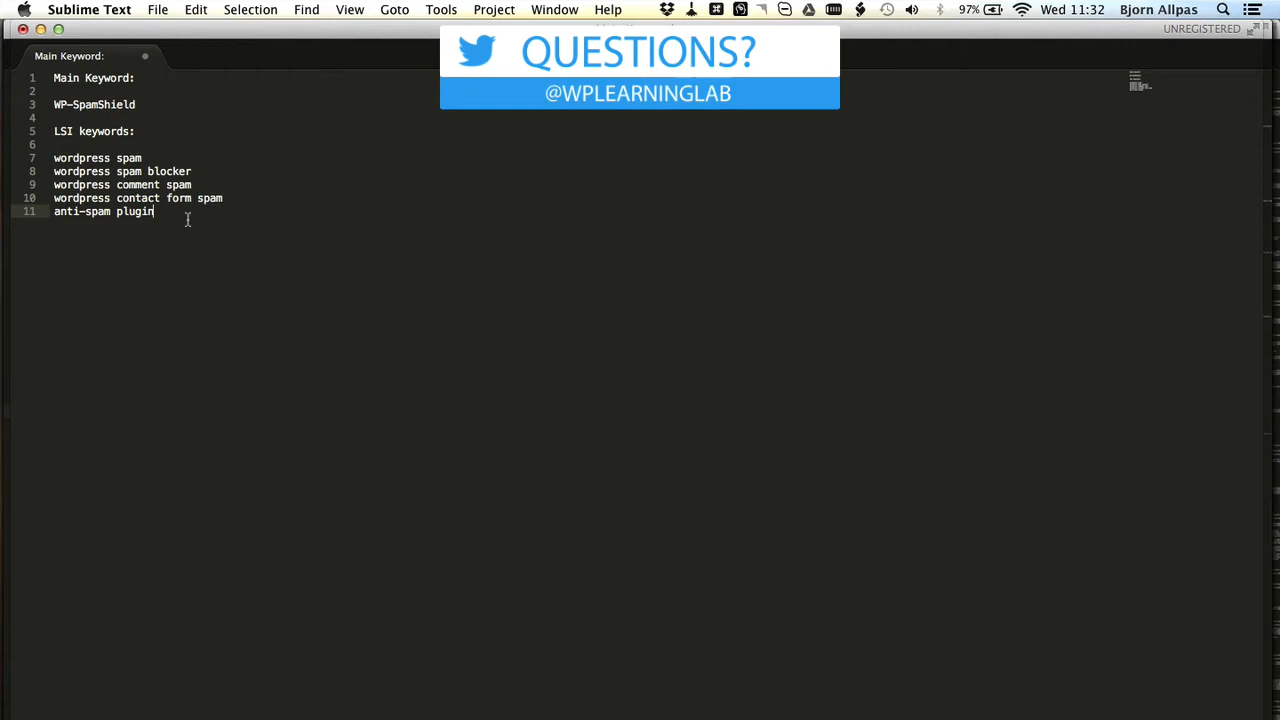 Sublime Text File Edit Selection Find View Goto Tools Project Window Help 97% Wed 11:32 Bjorn Allpas
UNREGISTERED
QUESTIONS?
@WPLEARNINGLAB
Main Keyword:
1 Main Keyword:
2
3 WP-SpamShield
4
5 LSI keywords:
6
7 wordpress spam
8 wordpress spam blocker
9 wordpress comment spam
10 wordpress contact form spam
11 anti-spam plugin